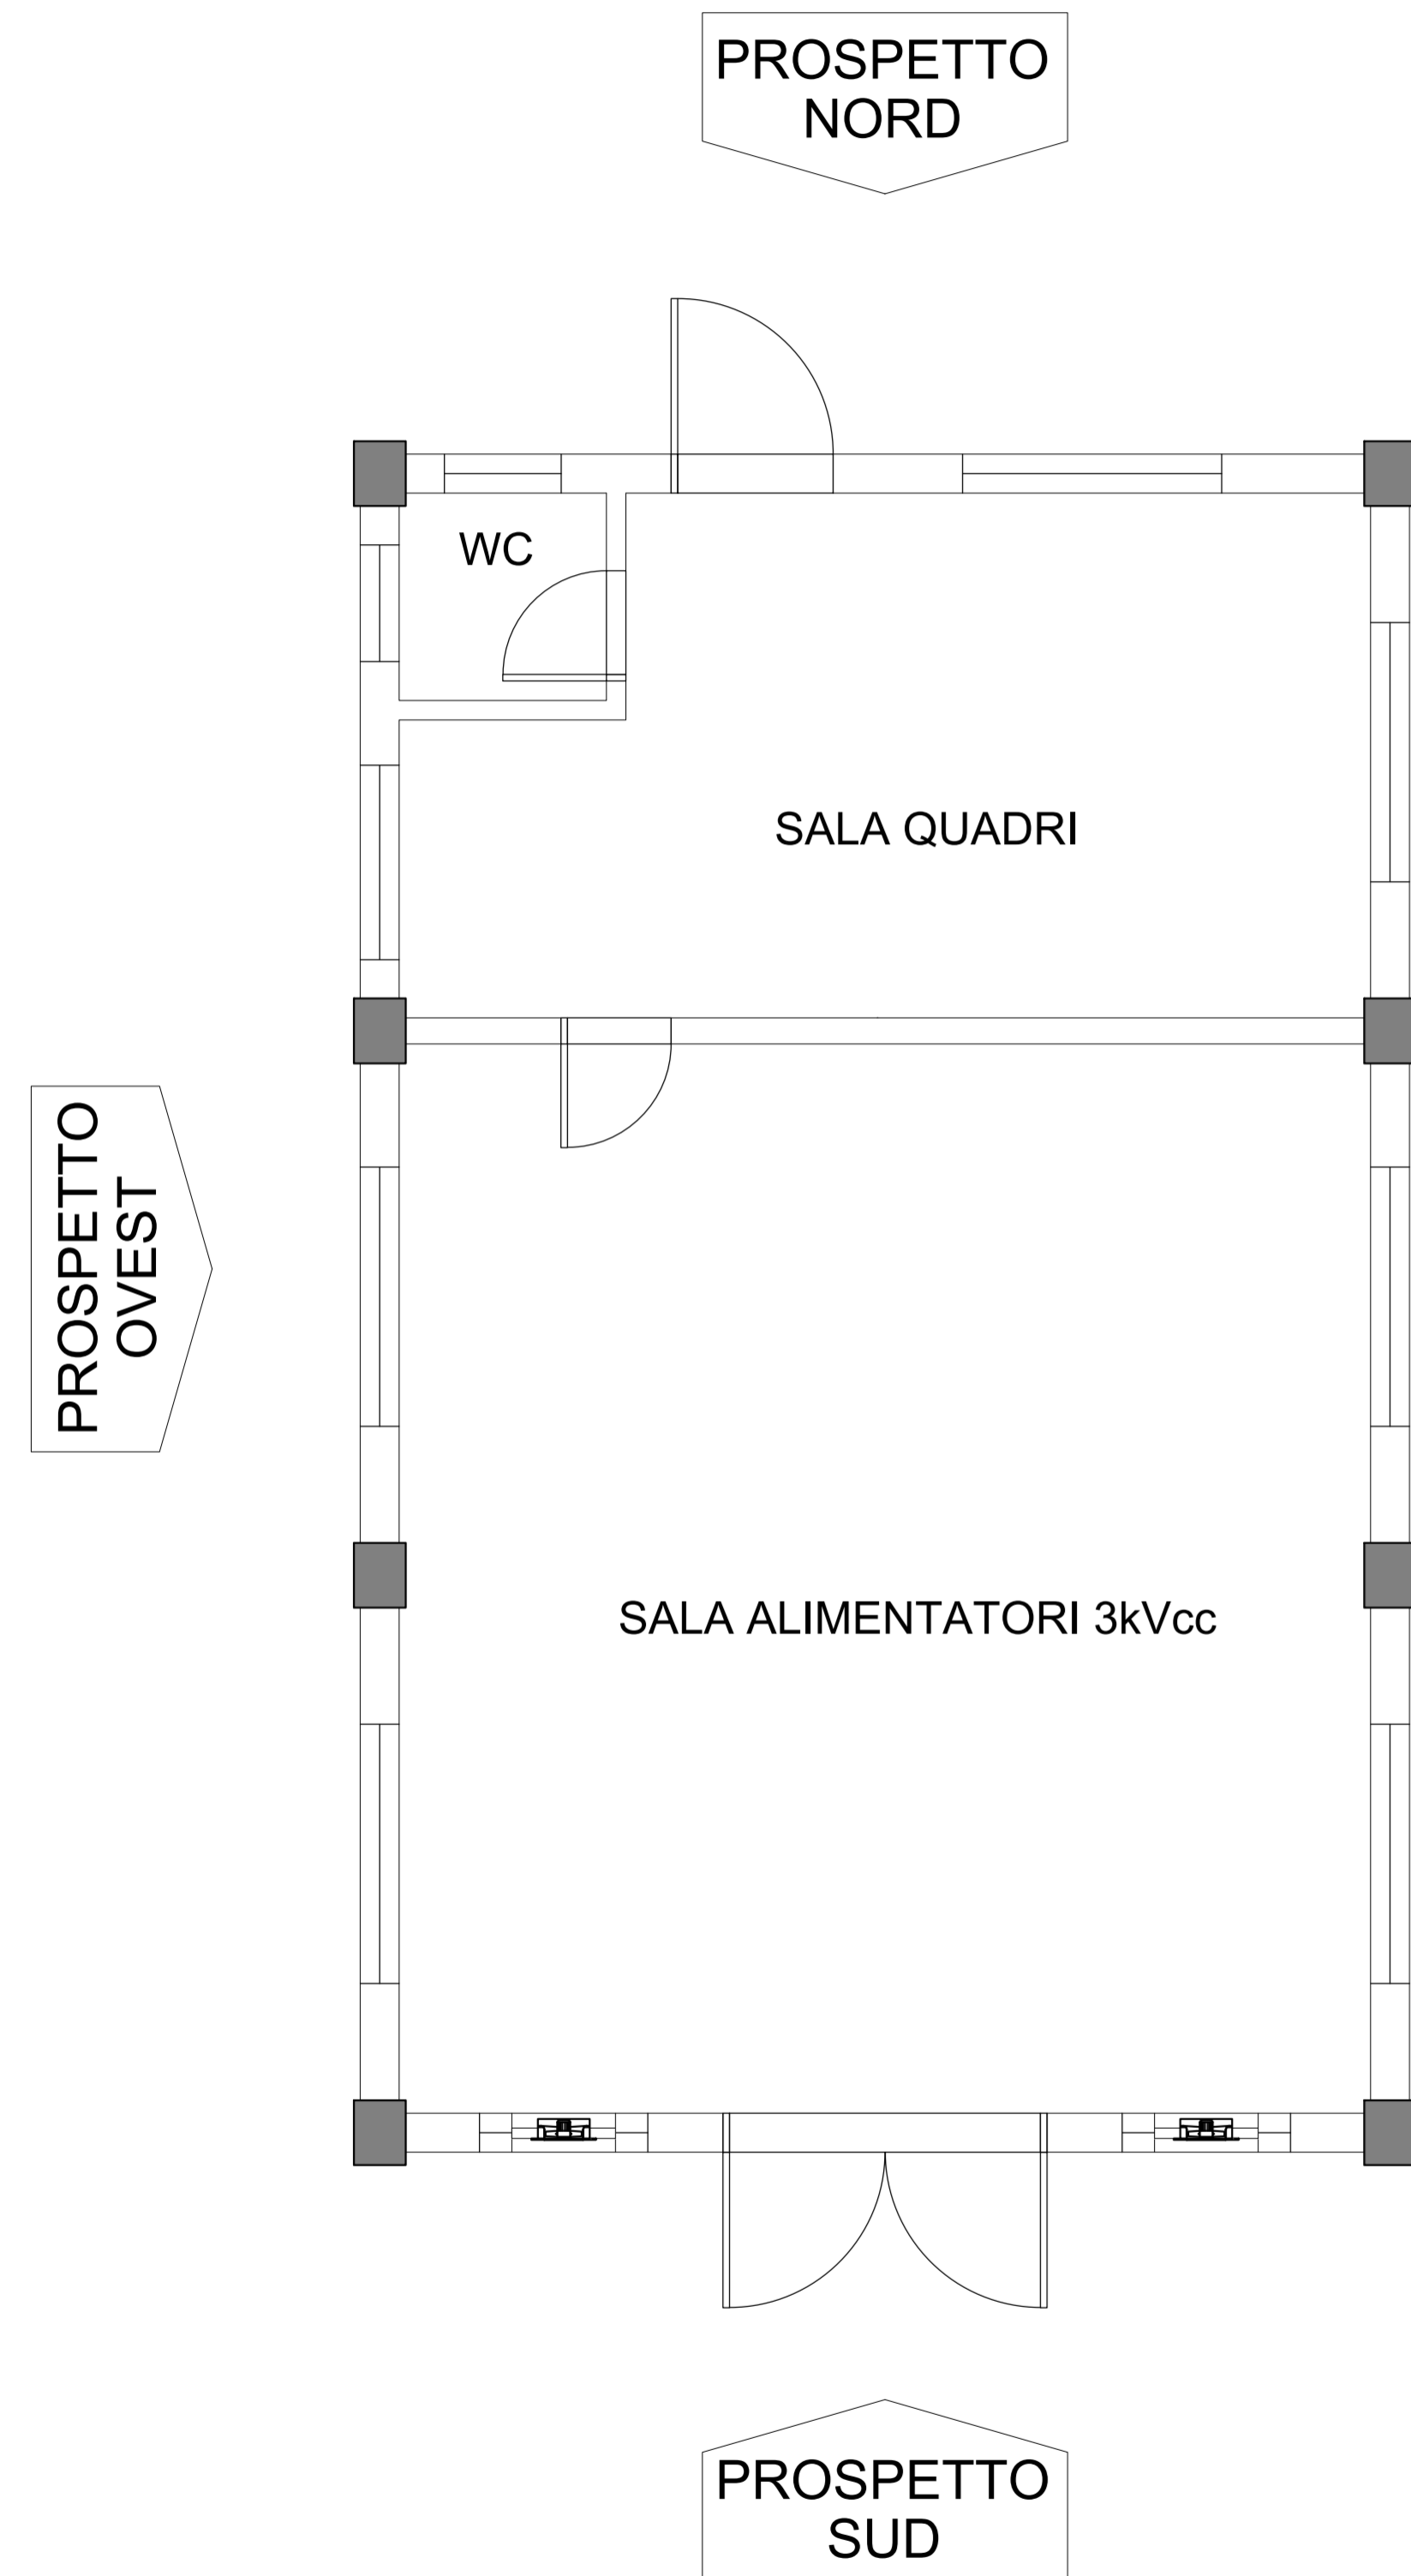 PROSPETTO
NORD
WC
SALA QUADRI
PROSPETTO
OVEST
SALA ALIMENTATORI 3kVcc
PROSPETTO
SUD